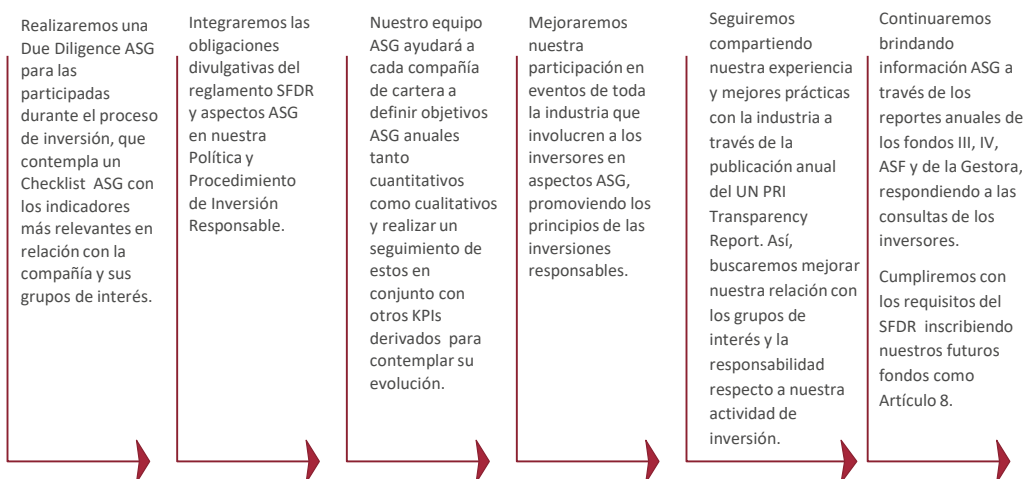 Realizaremos una
Due Diligence ASG
para las
participadas
durante el proceso
de inversión, que
contempla un
Checklist ASG con
los indicadores
más relevantes en
relación con la
compañía y sus
grupos de interés.
Integraremos las
obligaciones
divulgativas del
reglamento SFDR
y aspectos ASG
en nuestra
Política y
Procedimiento
de Inversión
Responsable.
Nuestro equipo
ASG ayudará a
cada compañía
de cartera a
definir objetivos
ASG anuales
tanto
cuantitativos
como cualitativos
y realizar un
seguimiento de
estos en
conjunto con
otros KPIs
derivados para
contemplar su
evolución.
Mejoraremos
nuestra
participación en
eventos de toda
la industria que
involucren a los
inversores en
aspectos ASG,
promoviendo los
principios de las
inversiones
responsables.
Seguiremos
compartiendo
nuestra experiencia
y mejores prácticas
con la industria a
través de la
publicación anual
del UN PRI
Transparency
Report. Así,
buscaremos mejorar
nuestra relación con
los grupos de
interés y la
responsabilidad
respecto a nuestra
actividad de
inversión.
Continuaremos
brindando
información ASG a
través de los
reportes anuales de
los fondos III, IV,
ASF y de la Gestora,
respondiendo a las
consultas de los
inversores.
Cumpliremos con
los requisitos del
SFDR inscribiendo
nuestros futuros
fondos como
Artículo 8.